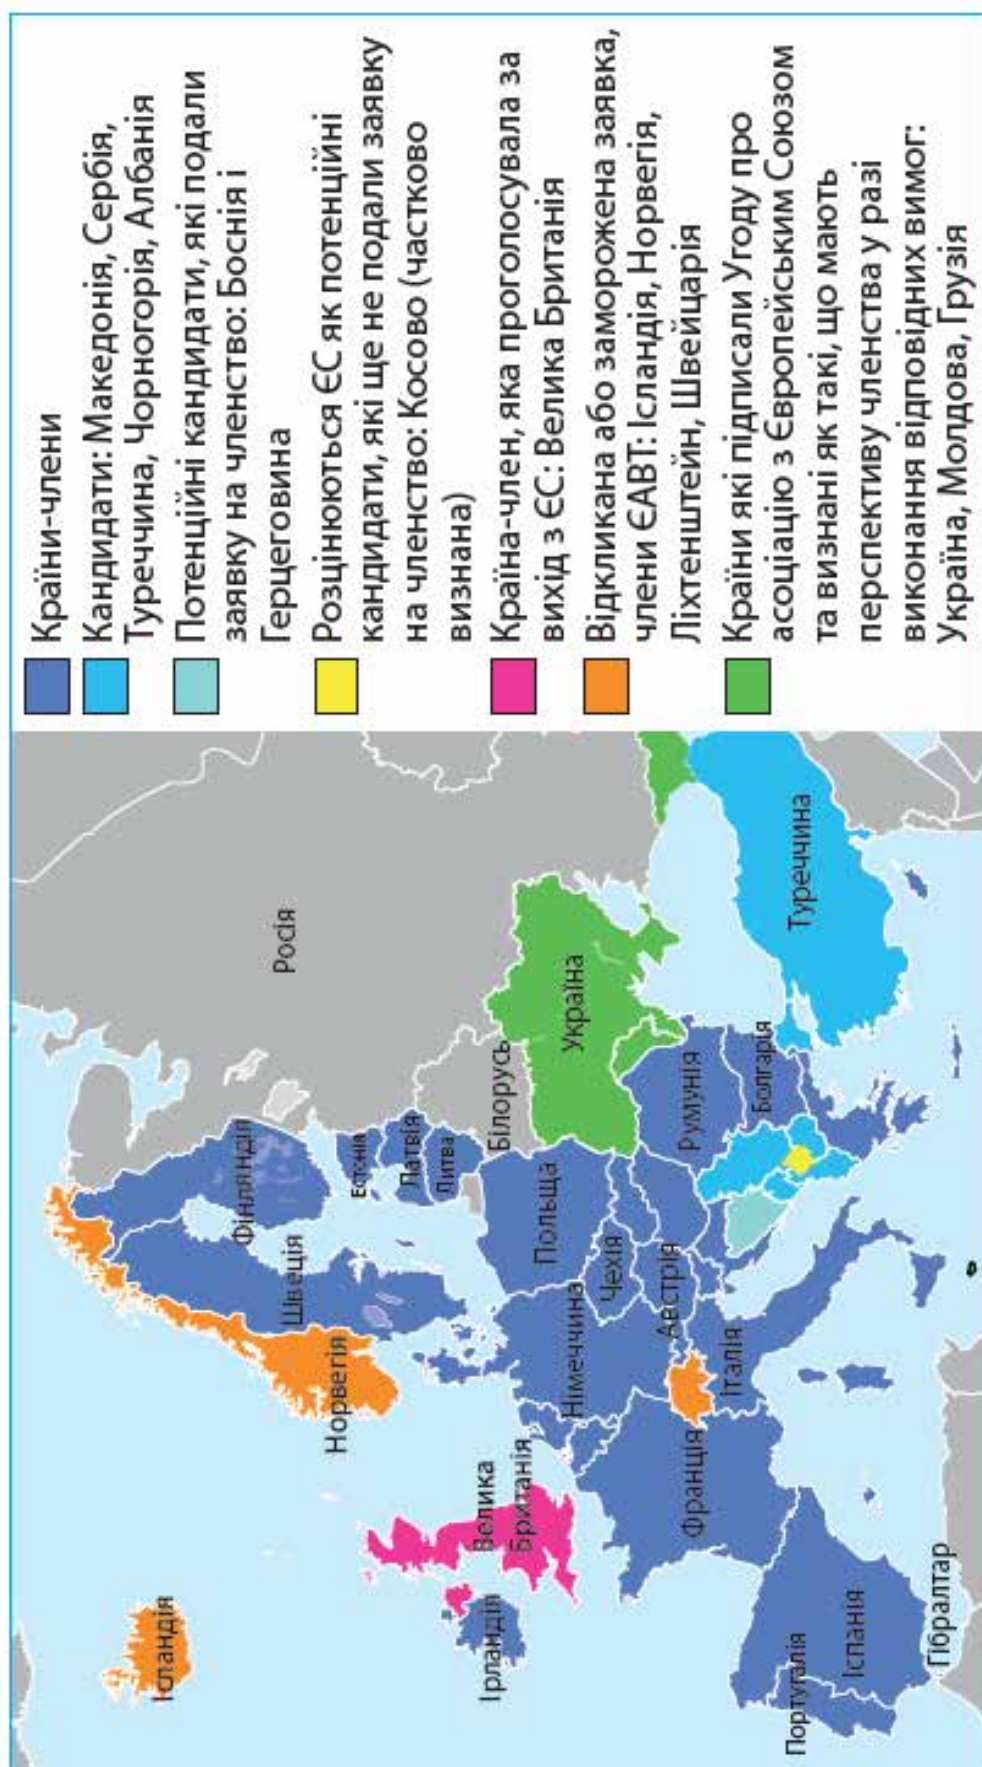 Країни-члени
Кандидати: Македонія, Сербія,
Туреччина, Чорногорія, Албанія
Потенційні кандидати, які подали
заявку на членство: Боснія і
Герцеговина
Розцінюються ЄС як потенційні
кандидати, які ще не подали заявку
на членство: Косово (частково
визнана)
Країна-член, яка проголосувала за
вихід з ЄС: Велика Британія
Відкликана або заморожена заявка,
члени ЄАВТ: Ісландія, Норвегія,
Ліхтенштейн, Швейцарія
Країни які підписали Угоду про
асоціацію з Європейським Союзом
та визнані як такі, що мають
перспективу членства у разі
виконання відповідних вимог:
Україна, Молдова, Грузія
Ісландія
Норвегія
Швеція
Фінляндія
Росія
Естонія
Латвія
Литва
Білорусь
Ірландія
Велика
Британія
Німеччина
Польща
Чехія
Україна
Австрія
Франція
Італія
Румунія
Болгарія
Туреччина
Португалія
Іспанія
Гібралтар